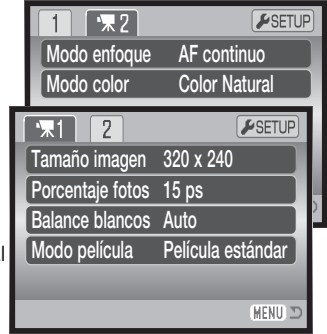 1 2 SETUP
Modo enfoque AF continuo
Modo color Color Natural
1 2 SETUP
Tamaño imagen 320 x 240
Porcentaje fotos 15 ps
Balance blancos Auto
Modo película Película estándar
MENU